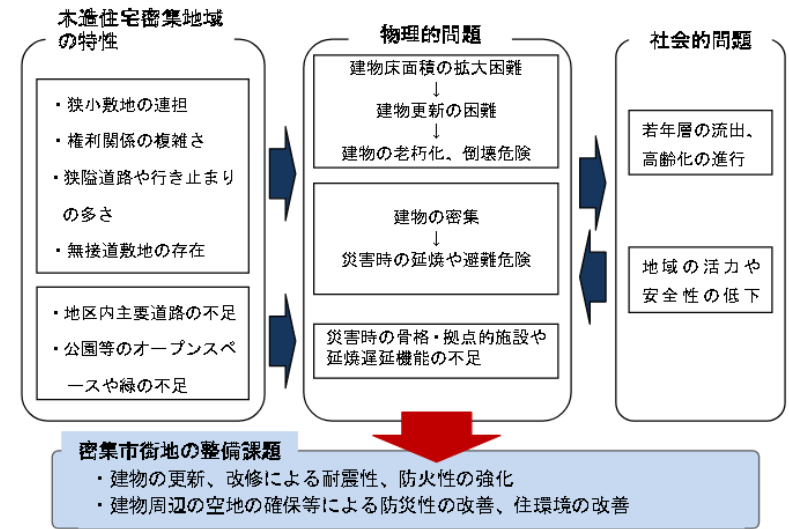 木造住宅密集地域
の特性
・狭小敷地の連担
・権利関係の複雑さ
・狭隘道路や行き止まり
の多さ
・無接道敷地の存在
・地区内主要道路の不足
・公園等のオープンスペ
ースや緑の不足
物理的問題
建物床面積の拡大困難
↓
建物更新の困難
↓
建物の老朽化、倒壊危険
建物の密集
↓
災害時の延焼や避難危険
災害時の骨格・拠点的施設や
延焼遅延機能の不足
社会的問題
若年層の流出、
高齢化の進行
地域の活力や
安全性の低下
密集市街地の整備課題
・建物の更新、改修による耐震性、防火性の強化
・建物周辺の空地の確保等による防災性の改善、住環境の改善